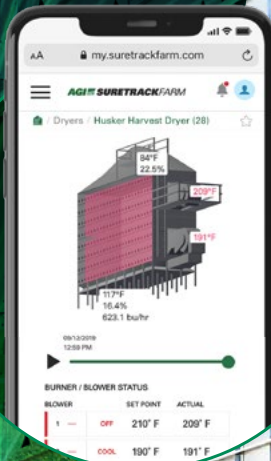 AA my.suretrackfarm.com
AGI SURETRACKFARM
/ Dryers / Husker Harvest Dryer (28)
84°F
22.5%
209°F
191°F
117°F
16.4%
623.1 bu/hr
09/13/2019
12:59 PM
BURNER / BLOWER STATUS
BLOWER SET POINT ACTUAL
1 — OFF 210° F 209° F
— COOL 190° F 191° F